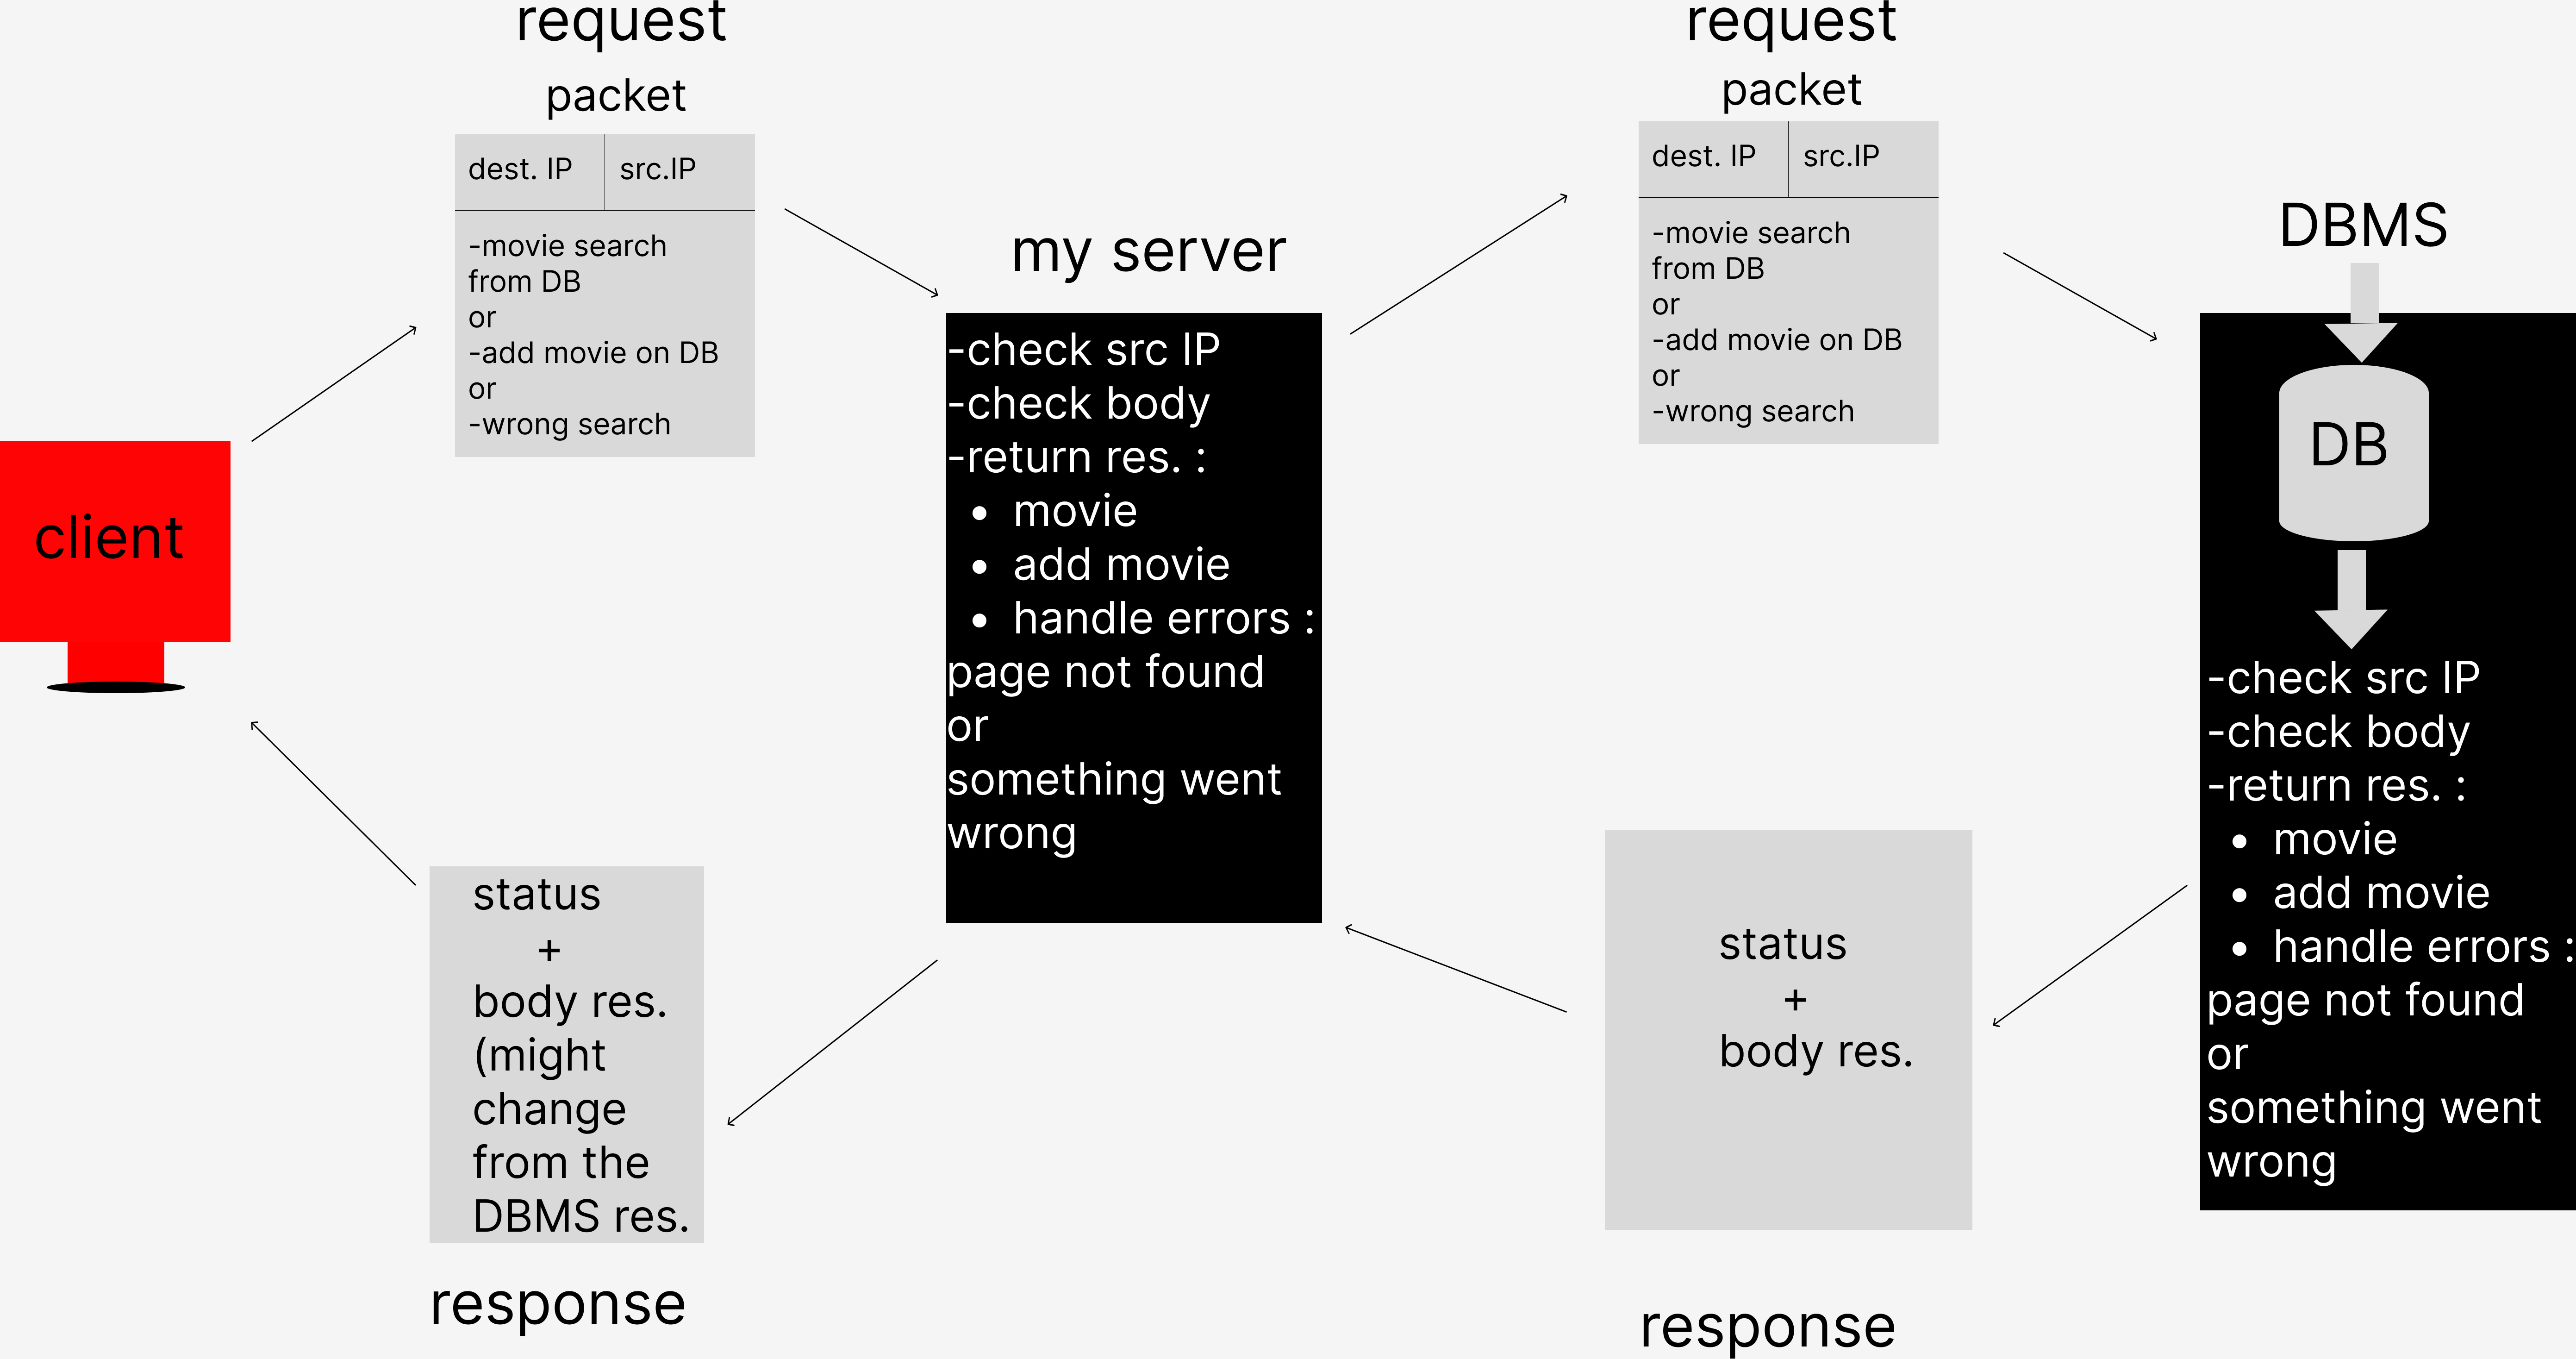 request
packet
dest. IP
src.IP
-movie search
from DB
or
-add movie on DB
or
-wrong search
client
my server
-check src IP
-check body
-return res. :
• movie
• add movie
• handle errors :
page not found
or
something went
wrong
request
packet
dest. IP
src.IP
-movie search
from DB
or
-add movie on DB
or
-wrong search
DBMS
DB
-check src IP
-check body
-return res. :
• movie
• add movie
• handle errors :
page not found
or
something went
wrong
status
+
body res.
response
status
+
body res.
(might
change
from the
DBMS res.
response